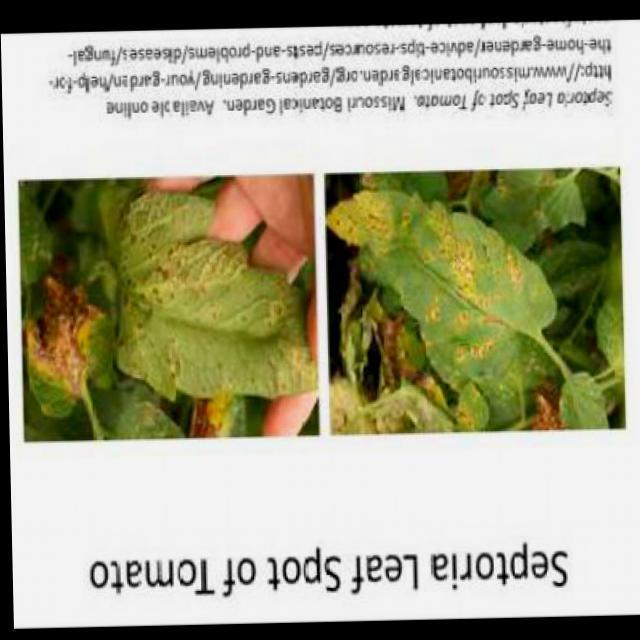 Septoria Leaf Spot of Tomato
Septoria Leaf Spot of Tomato. Missouri Botanical Garden. Availa ble online
http://www.missouribotanicalg arden.org/gardens-gardening/your-gard en/help-for-
the-home-gardener/advice-tips-resources/pests-and-problems/diseases/fungal-